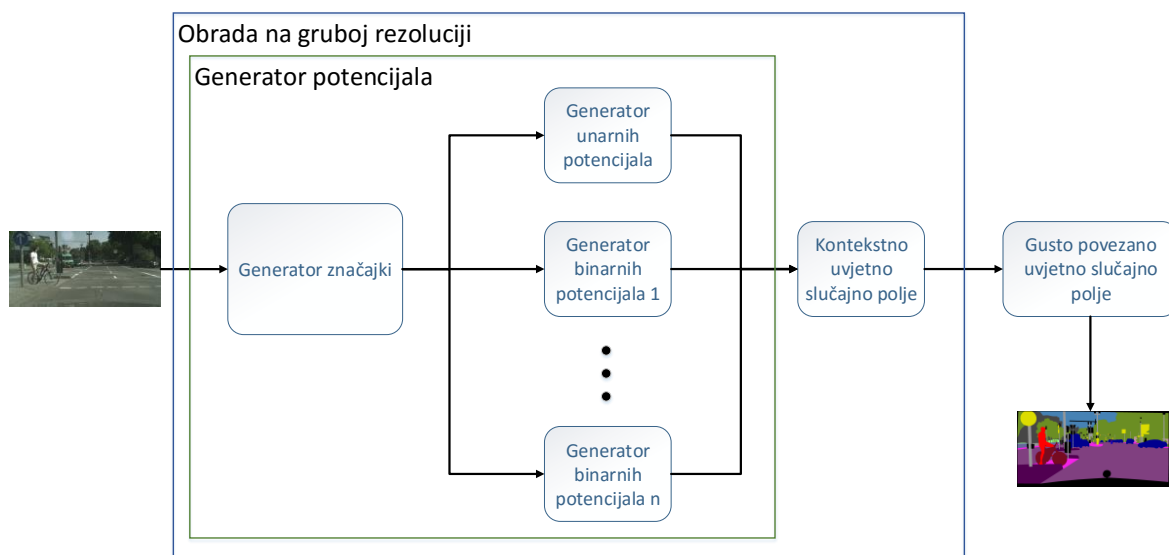 Obrada na gruboj rezoluciji
Generator potencijala
Generator
unarnih
potencijala
Generator značajki
Generator
binarnih
potencijala 1
Kontekstno
uvjetno
slučajno polje
Gusto povezano
uvjetno slučajno
polje
Generator
binarnih
potencijala n